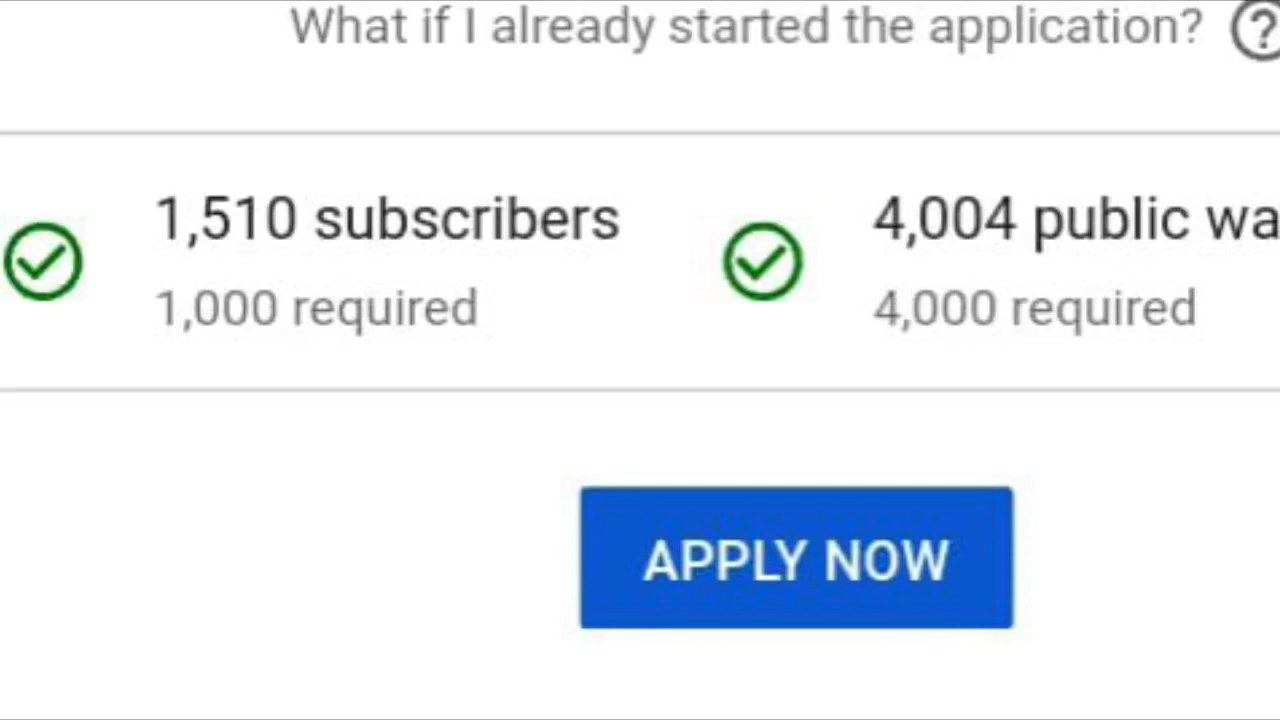 What if I already started the application?
1,510 subscribers
1,000 required
4,004 public wa
4,000 required
APPLY NOW